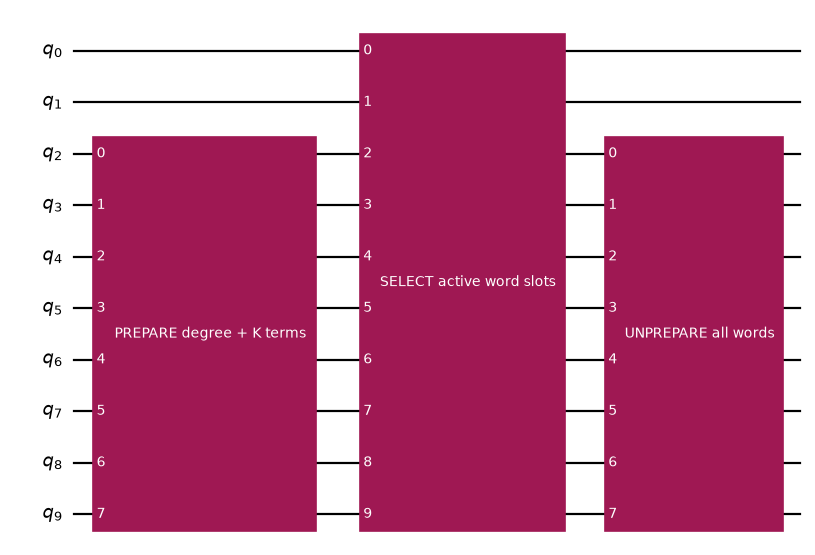 q0 0
q1 1
q2 0 2 0
q3 1 3 1
q4 2 4 2
SELECT active word slots
q5 3 5 3
PREPARE degree + K terms UNPREPARE all words
q6 4 6 4
q7 5 7 5
q8 6 8 6
q9 7 9 7